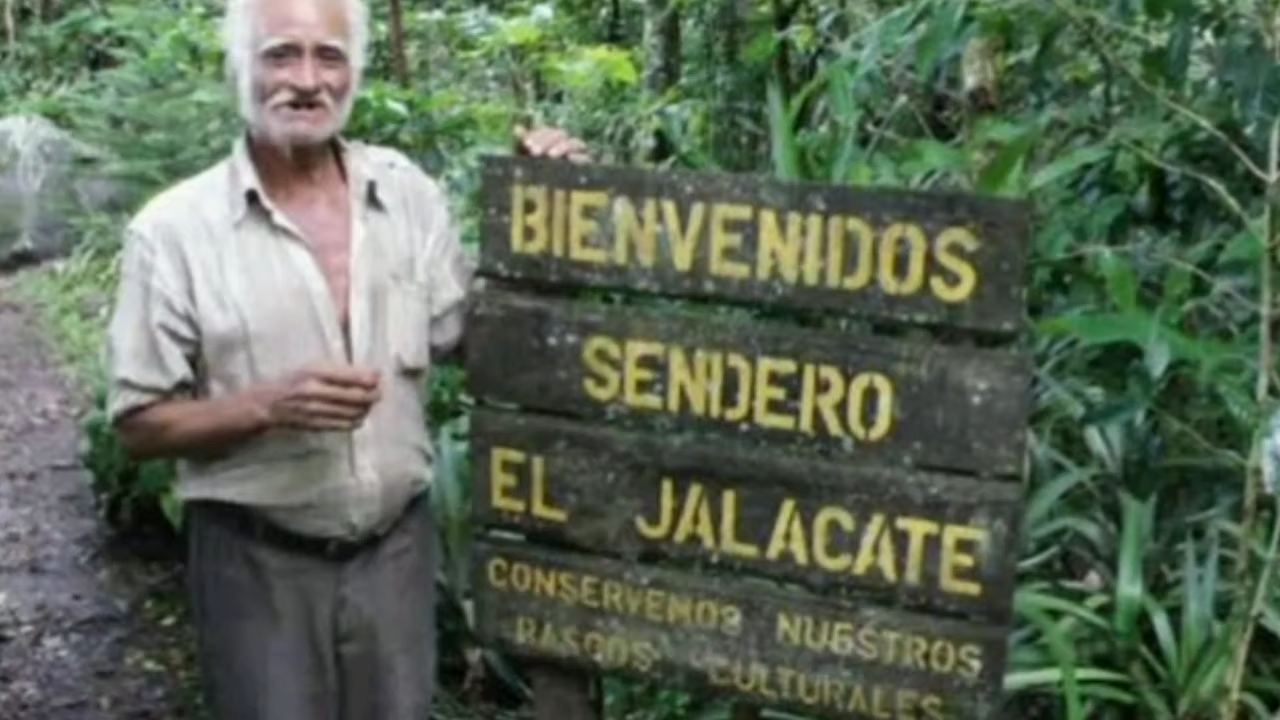 BIENVENIDOS
SENDERO
EL JALACATE
CONSERVEMOS NUESTROS
RASGOS CULTURALES